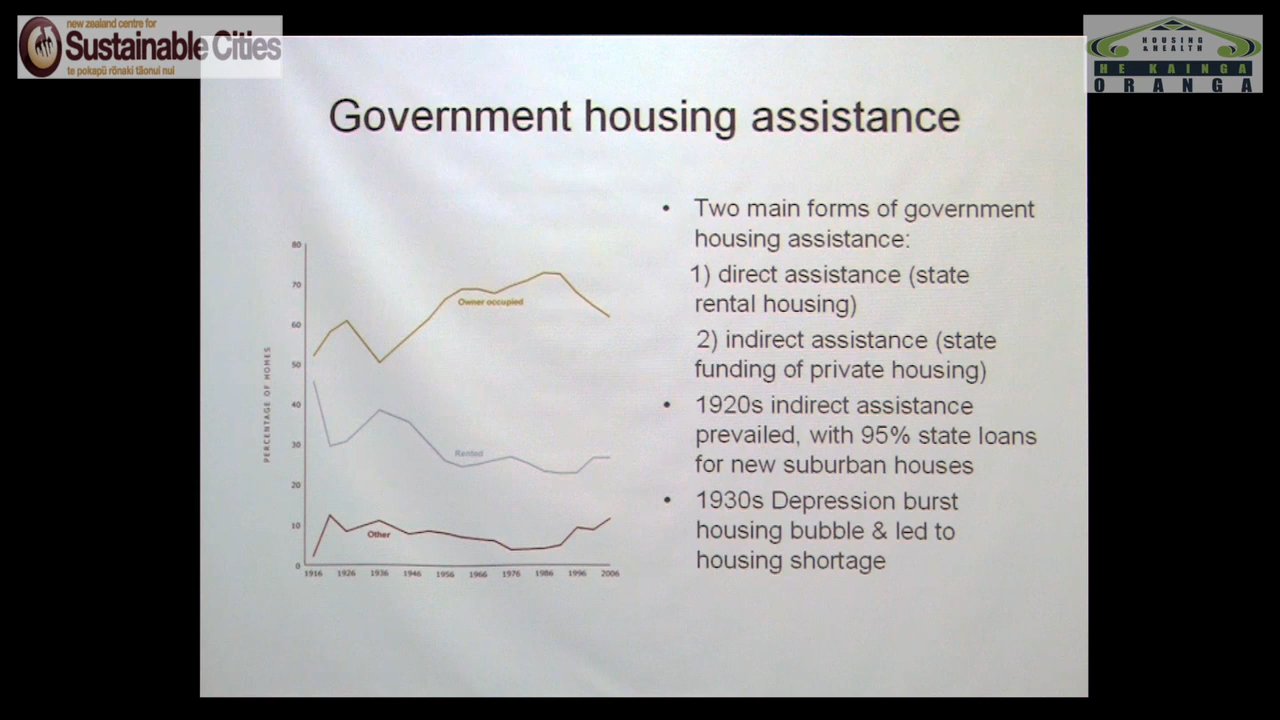 new zealand centre for
Sustainable Cities
te pokapū rōnaki tāonui nui
HOUSING
& HEALTH
HE KAINGA
ORANGA
Government housing assistance
• Two main forms of government
housing assistance:
1) direct assistance (state
rental housing)
2) indirect assistance (state
funding of private housing)
• 1920s indirect assistance
prevailed, with 95% state loans
for new suburban houses
• 1930s Depression burst
housing bubble & led to
housing shortage
PERCENTAGE OF HOMES
80
70
60
50
40
30
20
10
0
Owner occupied
Rented
Other
1916 1926 1936 1946 1956 1966 1976 1986 1996 2006